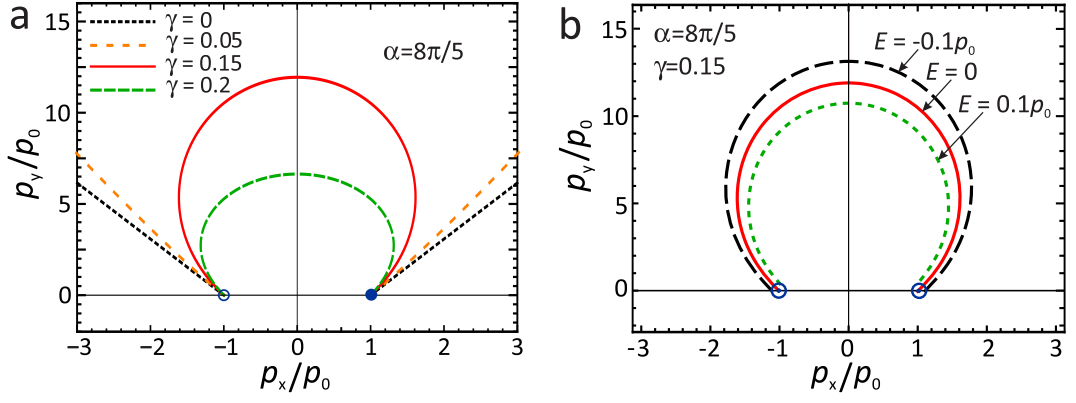 a
15
10
5
0
p_y/p_0
γ = 0
γ = 0.05
γ = 0.15
γ = 0.2
α=8π/5
−3 −2 −1 0 1 2 3
p_x/p_0
b
15
10
5
0
p_y/p_0
α=8π/5
γ=0.15
E = -0.1p_0
E = 0
E = 0.1p_0
-3 -2 -1 0 1 2 3
p_x/p_0